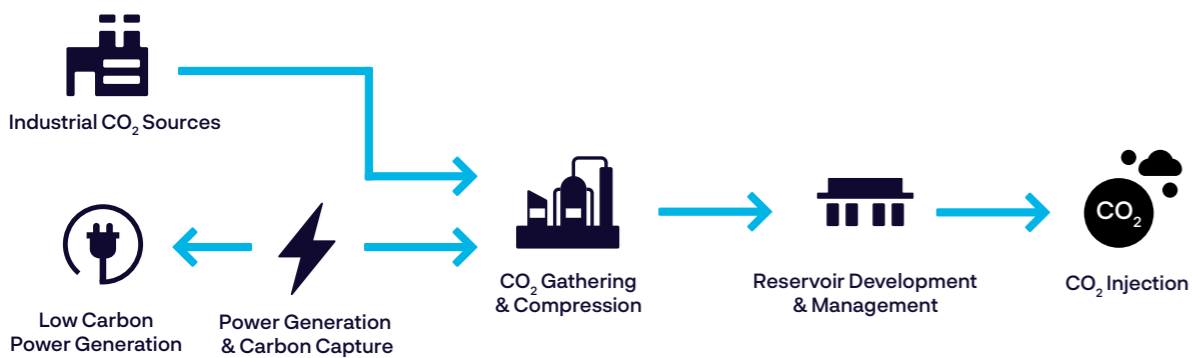 Industrial CO₂ Sources
Low Carbon
Power Generation
Power Generation
& Carbon Capture
CO₂ Gathering
& Compression
Reservoir Development
& Management
CO₂
CO₂ Injection